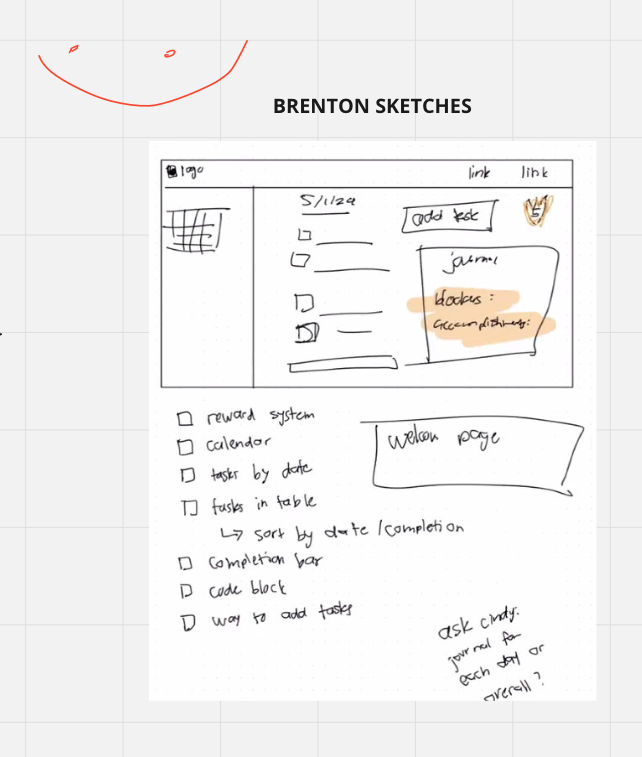 BRENTON SKETCHES
logo
link link
5/1/24
add task
5
journal
blockers :
accomplishments:
reward system
calendar
tasks by date
tasks in table
↳ sort by date /completion
completion bar
code block
way to add tasks
welcom page
ask cindy:
journal for
each day or
overall ?